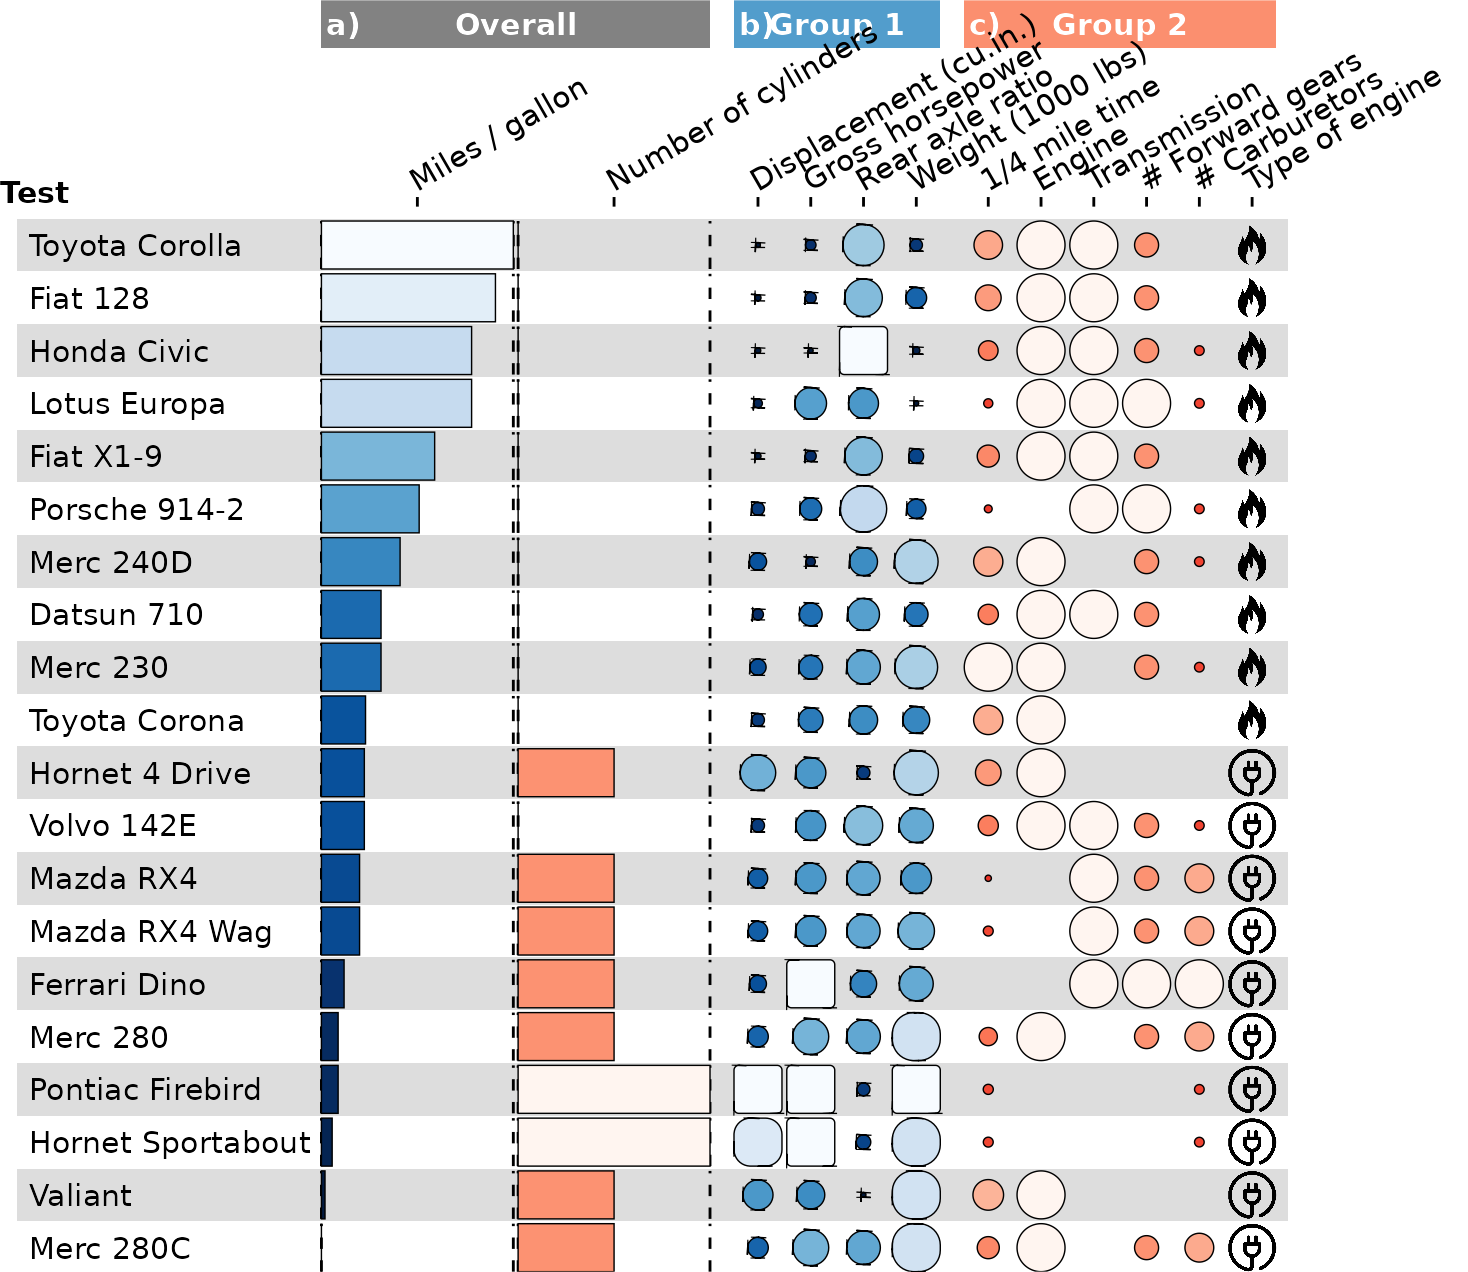 a) Overall b) Group 1 c) Group 2
Miles / gallon
Number of cylinders
Displacement (cu.in.)
Gross horsepower
Rear axle ratio
Weight (1000 lbs)
1/4 mile time
Engine
Transmission
# Forward gears
# Carburetors
Type of engine
Test
Toyota Corolla
Fiat 128
Honda Civic
Lotus Europa
Fiat X1-9
Porsche 914-2
Merc 240D
Datsun 710
Merc 230
Toyota Corona
Hornet 4 Drive
Volvo 142E
Mazda RX4
Mazda RX4 Wag
Ferrari Dino
Merc 280
Pontiac Firebird
Hornet Sportabout
Valiant
Merc 280C